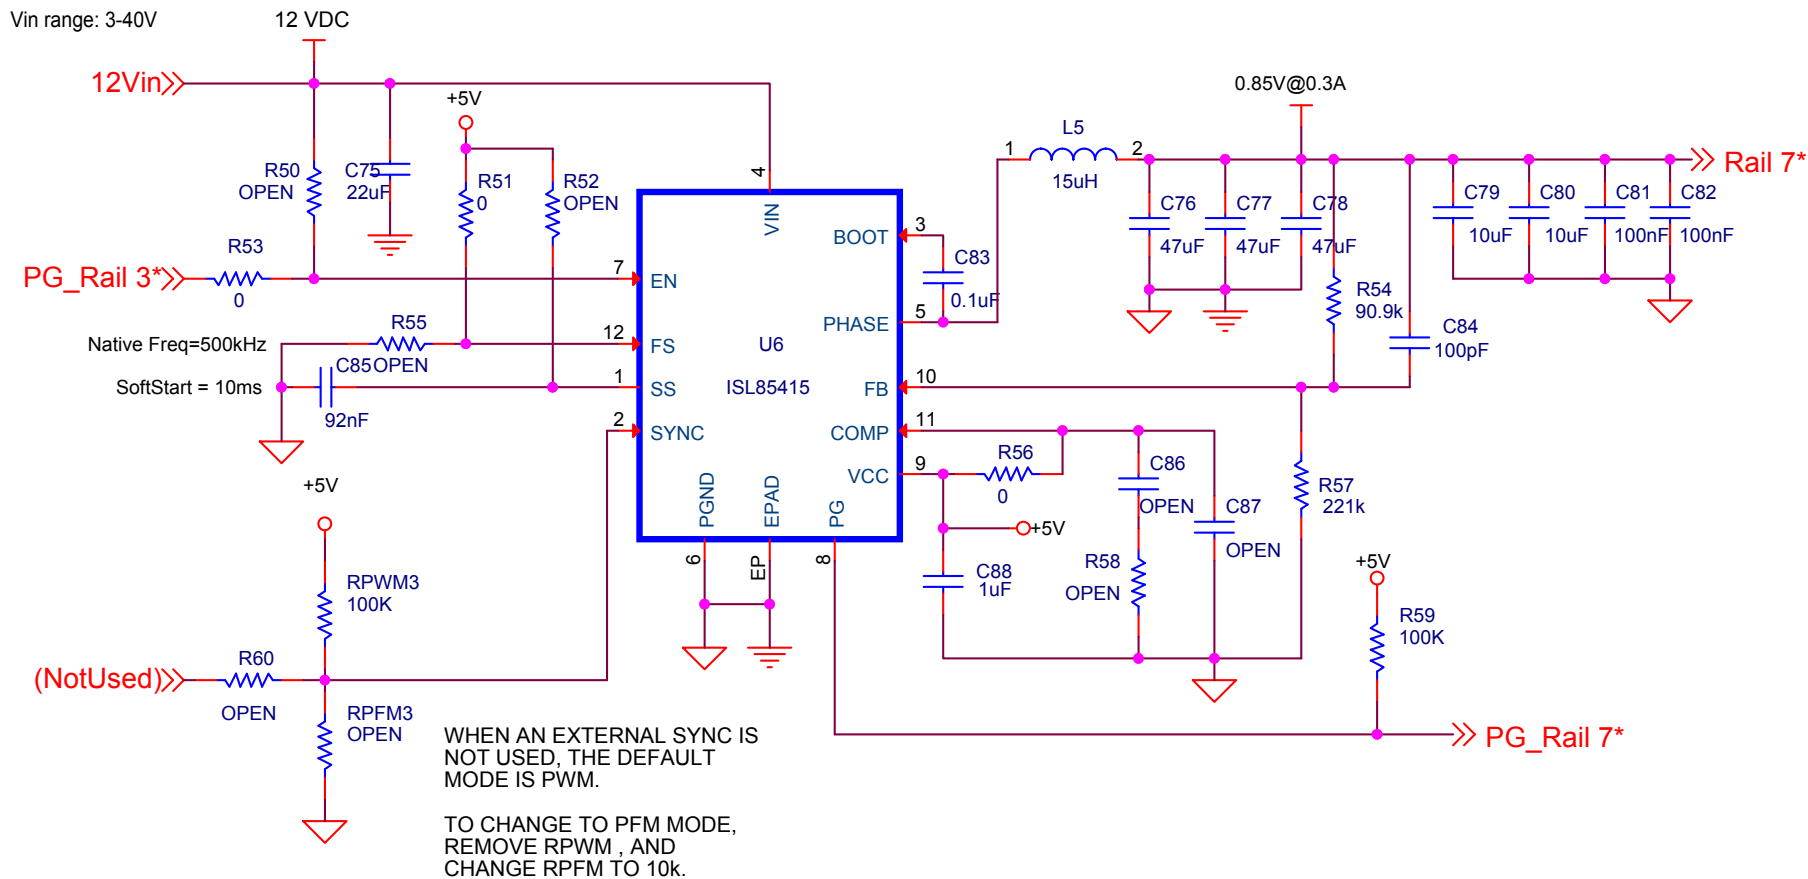 Vin range: 3-40V
12 VDC
12Vin
+5V
0.85V@0.3A
L5
1
2
15uH
Rail 7*
R50
OPEN
C75
22uF
R51
0
R52
OPEN
4
VIN
C76
47uF
C77
47uF
C78
47uF
C79
10uF
C80
10uF
C81
100nF
C82
100nF
BOOT
3
C83
0.1uF
R53
0
PG_Rail 3*
7
EN
PHASE
5
R54
90.9k
C84
100pF
Native Freq=500kHz
R55
OPEN
12
FS
U6
ISL85415
SoftStart = 10ms
C85
92nF
1
SS
FB
10
2
SYNC
COMP
11
VCC
9
R56
0
C86
OPEN
C87
OPEN
R57
221k
+5V
PGND
EPAD
PG
6
EP
8
+5V
C88
1uF
R58
OPEN
+5V
RPWM3
100K
R59
100K
(NotUsed)
R60
OPEN
RPFM3
OPEN
PG_Rail 7*
WHEN AN EXTERNAL SYNC IS
NOT USED, THE DEFAULT
MODE IS PWM.
TO CHANGE TO PFM MODE,
REMOVE RPWM , AND
CHANGE RPFM TO 10k.